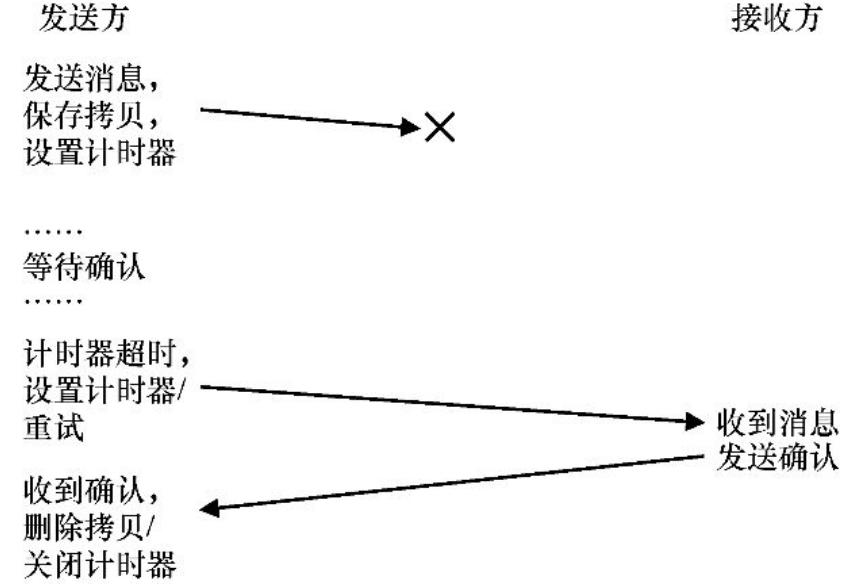 发送方
接收方
发送消息，
保存拷贝，
设置计时器
……
等待确认
……
计时器超时，
设置计时器/
重试
收到消息
发送确认
收到确认，
删除拷贝/
关闭计时器